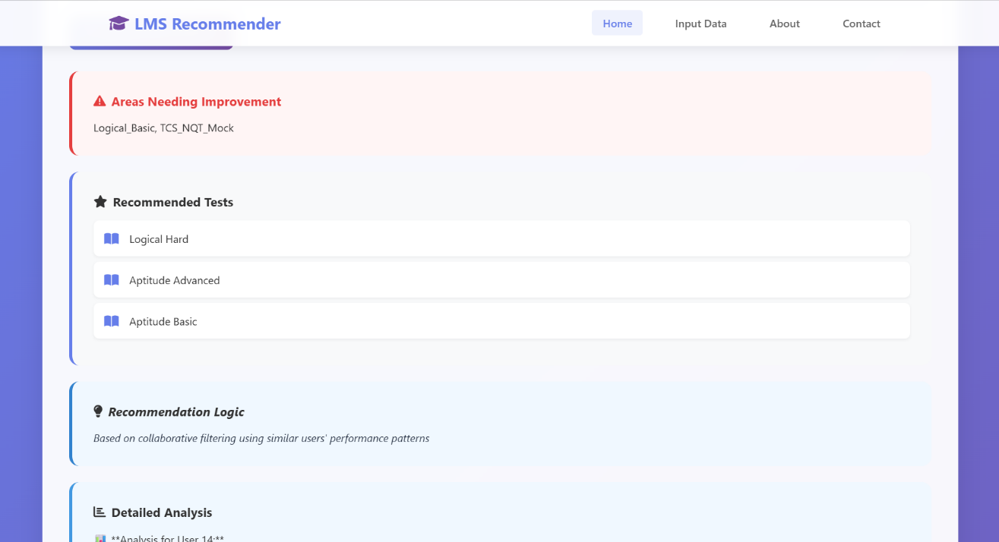 LMS Recommender
Home
Input Data
About
Contact
Areas Needing Improvement
Logical_Basic, TCS_NQT_Mock
Recommended Tests
Logical Hard
Aptitude Advanced
Aptitude Basic
Recommendation Logic
Based on collaborative filtering using similar users' performance patterns
Detailed Analysis
**Analysis for User 14:**